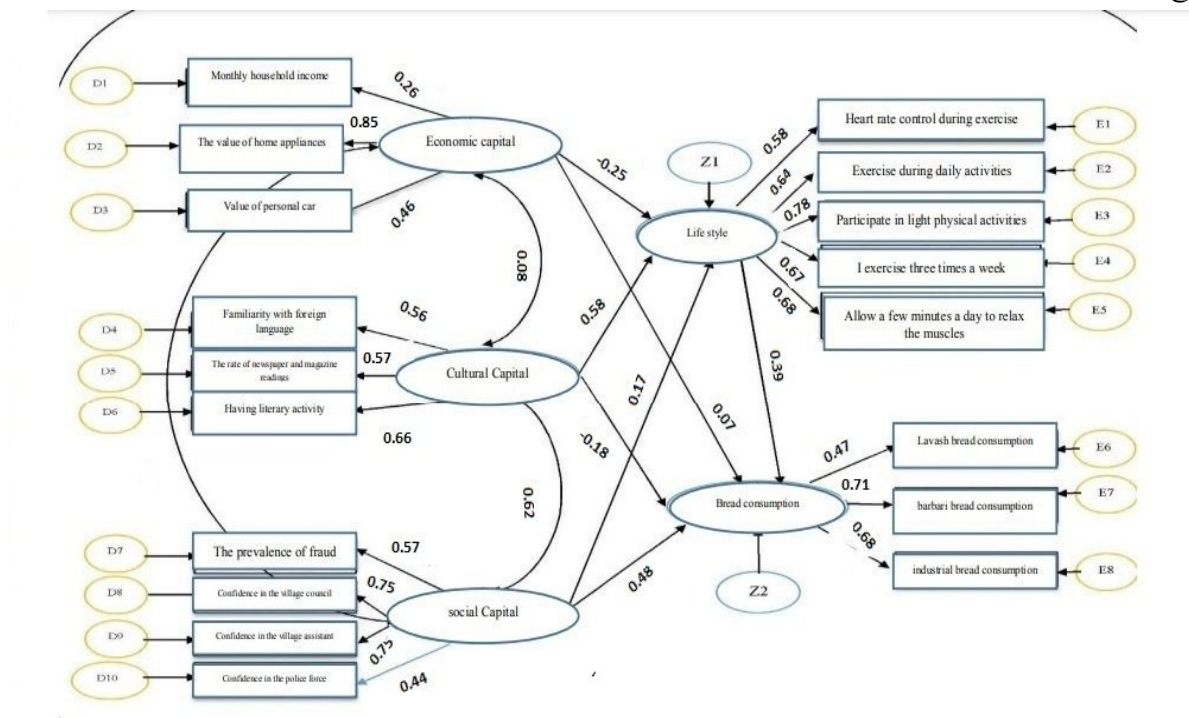 D1
Monthly household income
0.26
D2
The value of home appliances
0.85
Economic capital
D3
Value of personal car
0.46
-0.25
Z1
0.58
Heart rate control during exercise
E1
0.64
Exercise during daily activities
E2
Life style
0.78
Participate in light physical activities
E3
0.67
I exercise three times a week
E4
0.68
Allow a few minutes a day to relax
the muscles
E5
0.08
D4
Familiarity with foreign
language
0.56
D5
The rate of newspaper and magazine
readings
0.57
Cultural Capital
D6
Having literary activity
0.66
0.58
0.17
0.39
0.07
-0.18
0.62
Bread consumption
0.47
Lavash bread consumption
E6
0.71
barbari bread consumption
E7
0.68
industrial bread consumption
E8
Z2
0.48
D7
The prevalence of fraud
0.57
D8
Confidence in the village council
0.75
social Capital
D9
Confidence in the village assistant
0.75
D10
Confidence in the police force
0.44